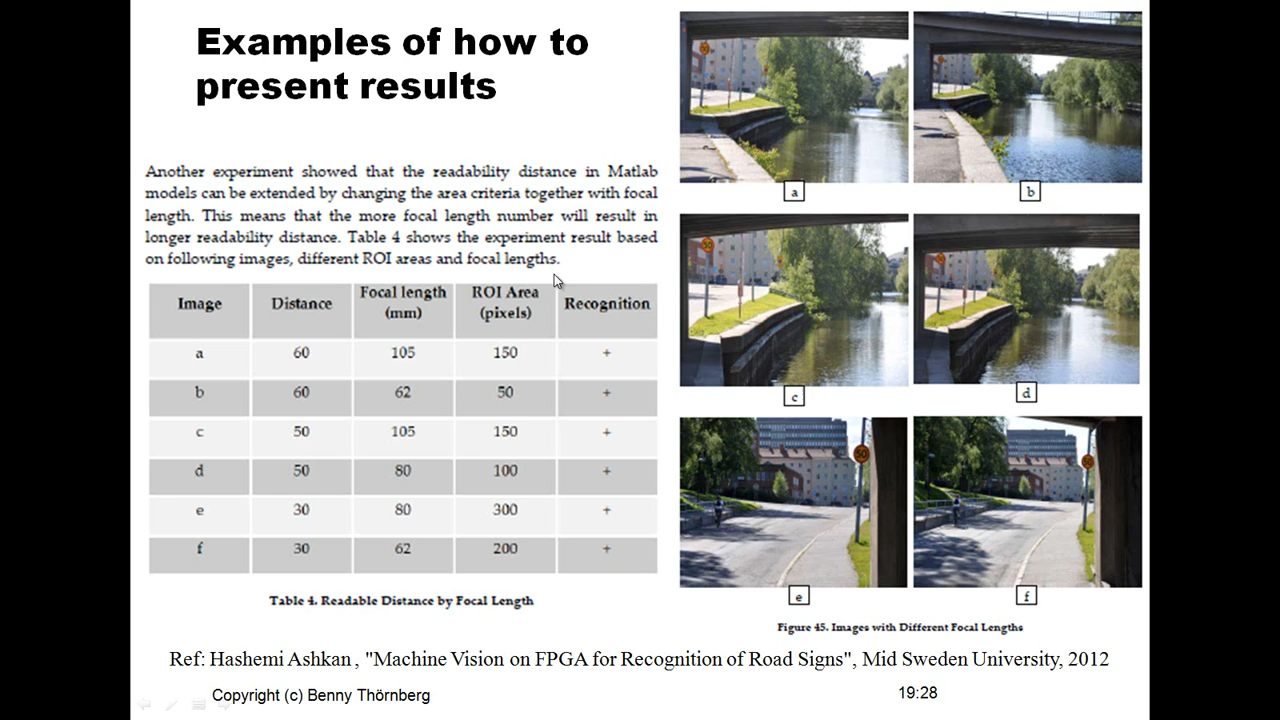 Examples of how to
present results
Another experiment showed that the readability distance in Matlab
models can be extended by changing the area criteria together with focal
length. This means that the more focal length number will result in
longer readability distance. Table 4 shows the experiment result based
on following images, different ROI areas and focal lengths.
Image Distance Focal length (mm) ROI Area (pixels) Recognition
a 60 105 150 +
b 60 62 50 +
c 50 105 150 +
d 50 80 100 +
e 30 80 300 +
f 30 62 200 +
Table 4. Readable Distance by Focal Length
a
b
c
d
50
50
e
f
Figure 45. Images with Different Focal Lengths
Ref: Hashemi Ashkan , "Machine Vision on FPGA for Recognition of Road Signs", Mid Sweden University, 2012
Copyright (c) Benny Thörnberg
19:28